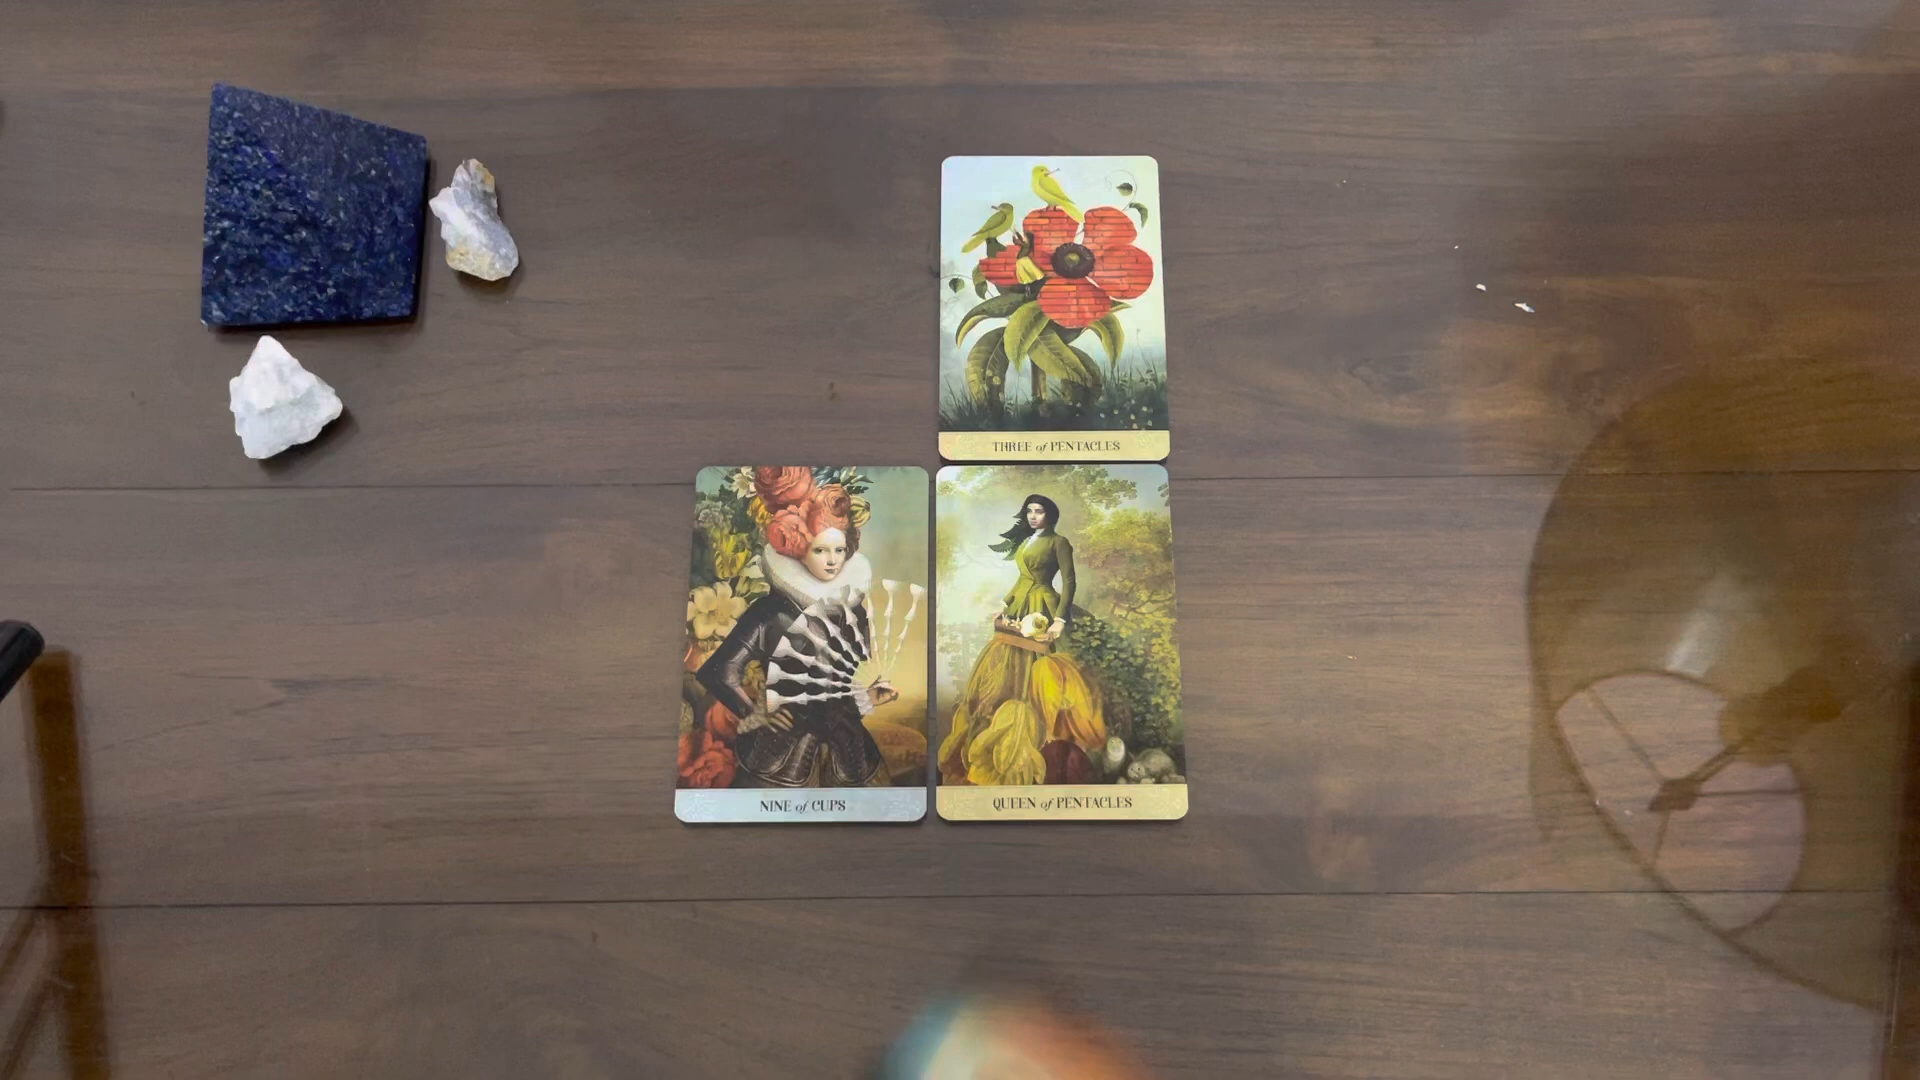 THREE of PENTACLES
NINE of CUPS
QUEEN of PENTACLES